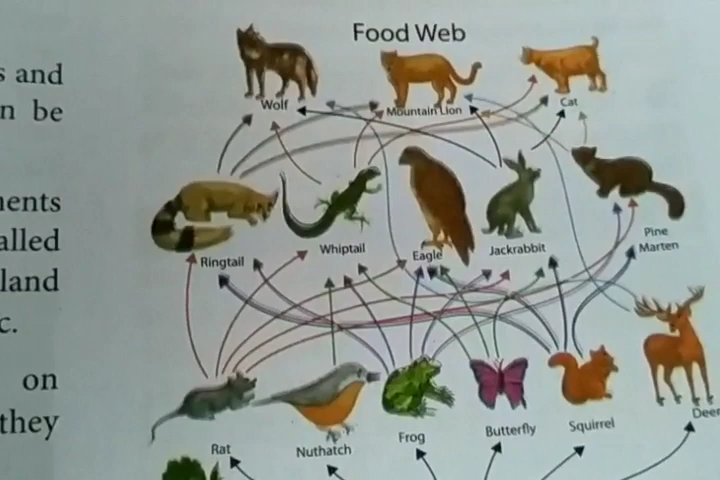 Food Web
s and
n be
nents
alled
land
c.
on
they
Wolf
Mountain Lion
Cat
Ringtail
Whiptail
Eagle
Jackrabbit
Pine
Marten
Rat
Nuthatch
Frog
Butterfly
Squirrel
Deer